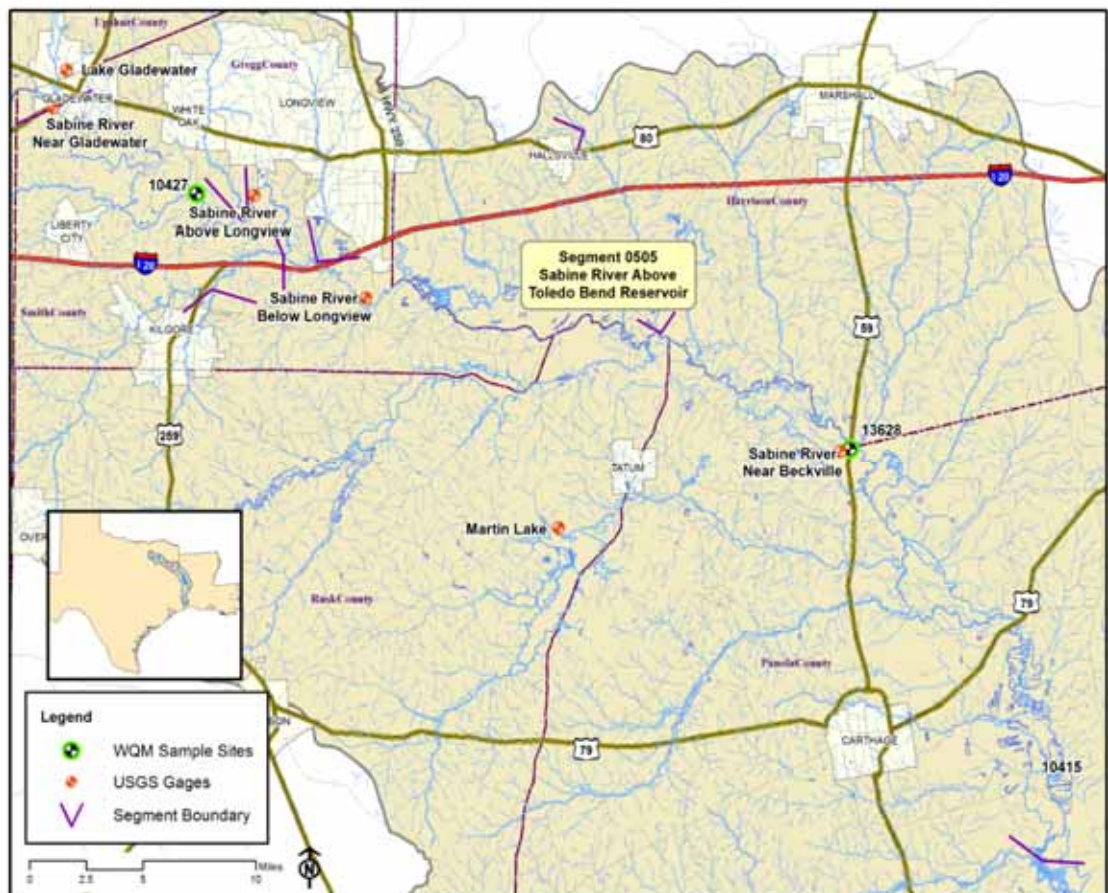 Upshur County
Lake Gladewater
Gregg County
GLADEWATER
WHITE
OAK
LONGVIEW
MARSHALL
Sabine River
Near Gladewater
HALLSVILLE
80
I 20
10427
Sabine River
Above Longview
Harrison County
LIBERTY
CITY
Segment 0505
Sabine River Above
Toledo Bend Reservoir
I 20
Sabine River
Below Longview
Smith County
KILGORE
59
259
13628
Sabine River
Near Beckville
TATUM
OVER
Martin Lake
Rusk County
79
Panola County
Legend
WQM Sample Sites
USGS Gages
Segment Boundary
SON
79
CARTHAGE
10415
0 2.5 5 10 Miles
N